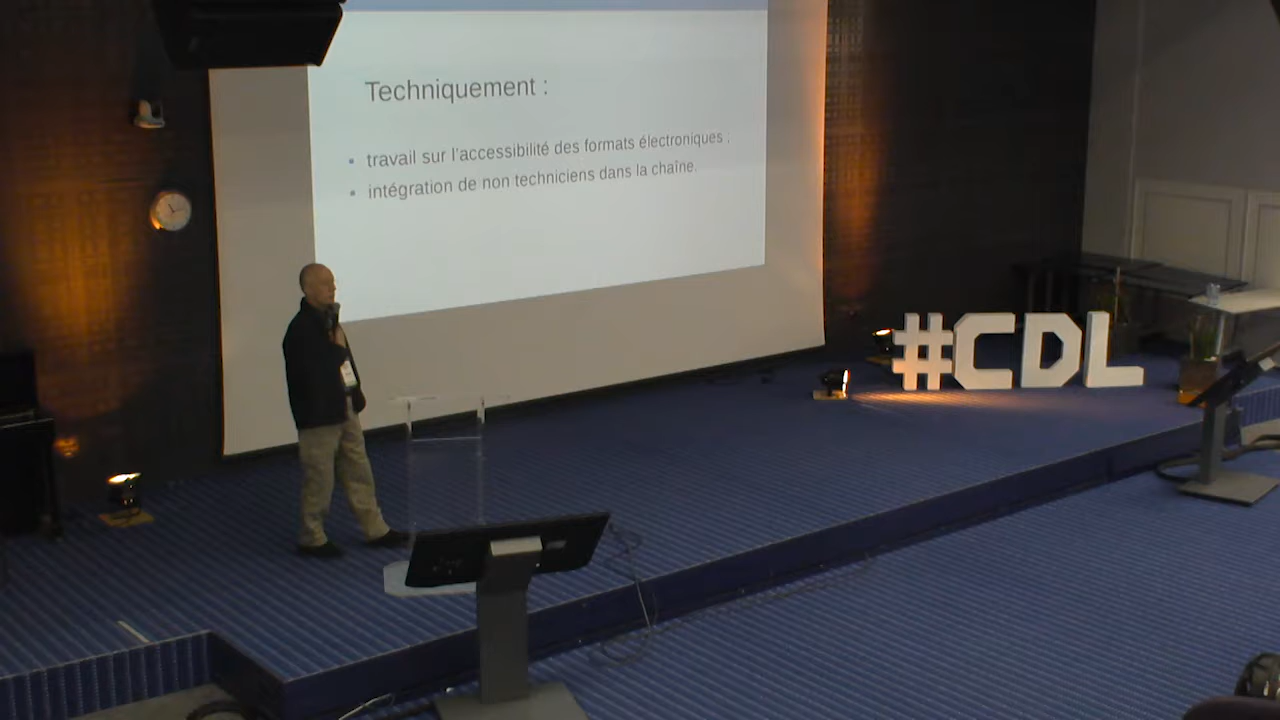 Techniquement :
• travail sur l'accessibilité des formats électroniques ;
• intégration de non techniciens dans la chaîne.
#CDL